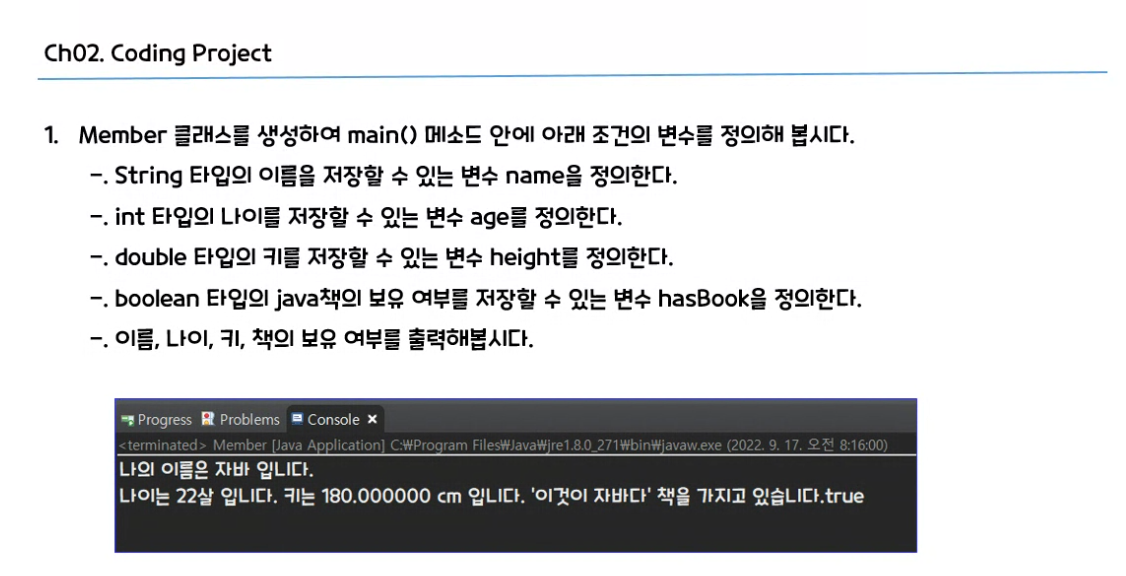 Ch02. Coding Project
1. Member 클래스를 생성하여 main() 메소드 안에 아래 조건의 변수를 정의해 봅시다.
-. String 타입의 이름을 저장할 수 있는 변수 name을 정의한다.
-. int 타입의 나이를 저장할 수 있는 변수 age를 정의한다.
-. double 타입의 키를 저장할 수 있는 변수 height를 정의한다.
-. boolean 타입의 java책의 보유 여부를 저장할 수 있는 변수 hasBook을 정의한다.
-. 이름, 나이, 키, 책의 보유 여부를 출력해봅시다.
Progress Problems Console ×
<terminated> Member [Java Application] C:₩Program Files₩Java₩jre1.8.0_271₩bin₩javaw.exe (2022. 9. 17. 오전 8:16:00)
나의 이름은 자바 입니다.
나이는 22살 입니다. 키는 180.000000 cm 입니다. '이것이 자바다' 책을 가지고 있습니다.true